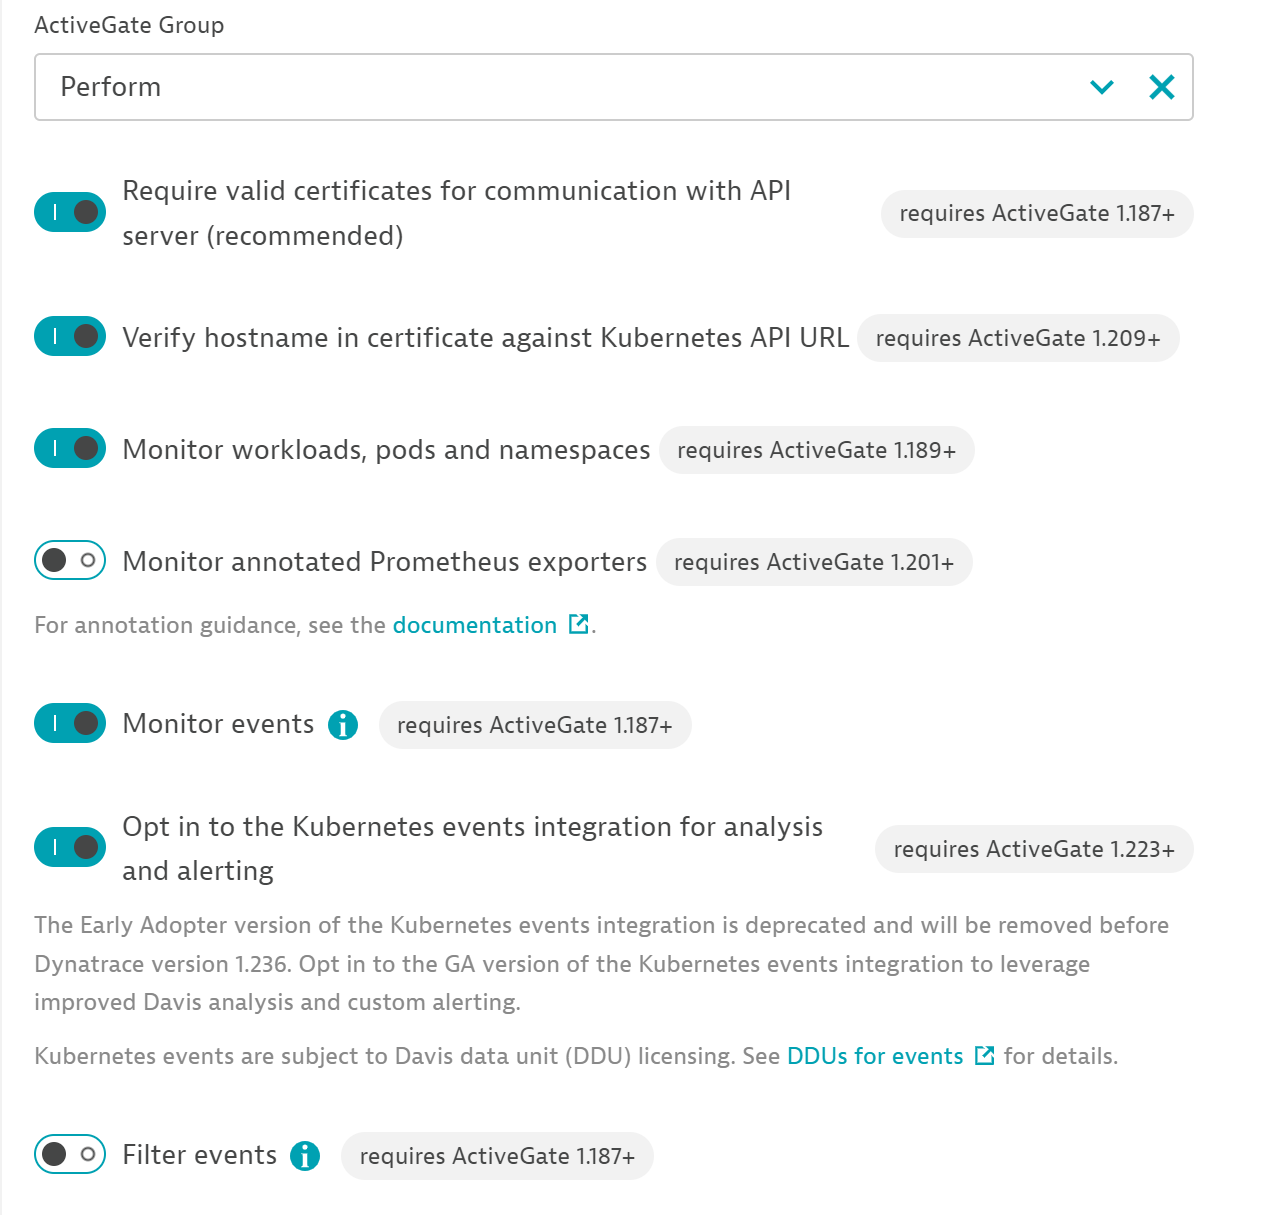 ActiveGate Group
Perform
Require valid certificates for communication with API
server (recommended)
requires ActiveGate 1.187+
Verify hostname in certificate against Kubernetes API URL requires ActiveGate 1.209+
Monitor workloads, pods and namespaces requires ActiveGate 1.189+
Monitor annotated Prometheus exporters requires ActiveGate 1.201+
For annotation guidance, see the documentation .
Monitor events requires ActiveGate 1.187+
Opt in to the Kubernetes events integration for analysis
and alerting
requires ActiveGate 1.223+
The Early Adopter version of the Kubernetes events integration is deprecated and will be removed before
Dynatrace version 1.236. Opt in to the GA version of the Kubernetes events integration to leverage
improved Davis analysis and custom alerting.
Kubernetes events are subject to Davis data unit (DDU) licensing. See DDUs for events for details.
Filter events requires ActiveGate 1.187+